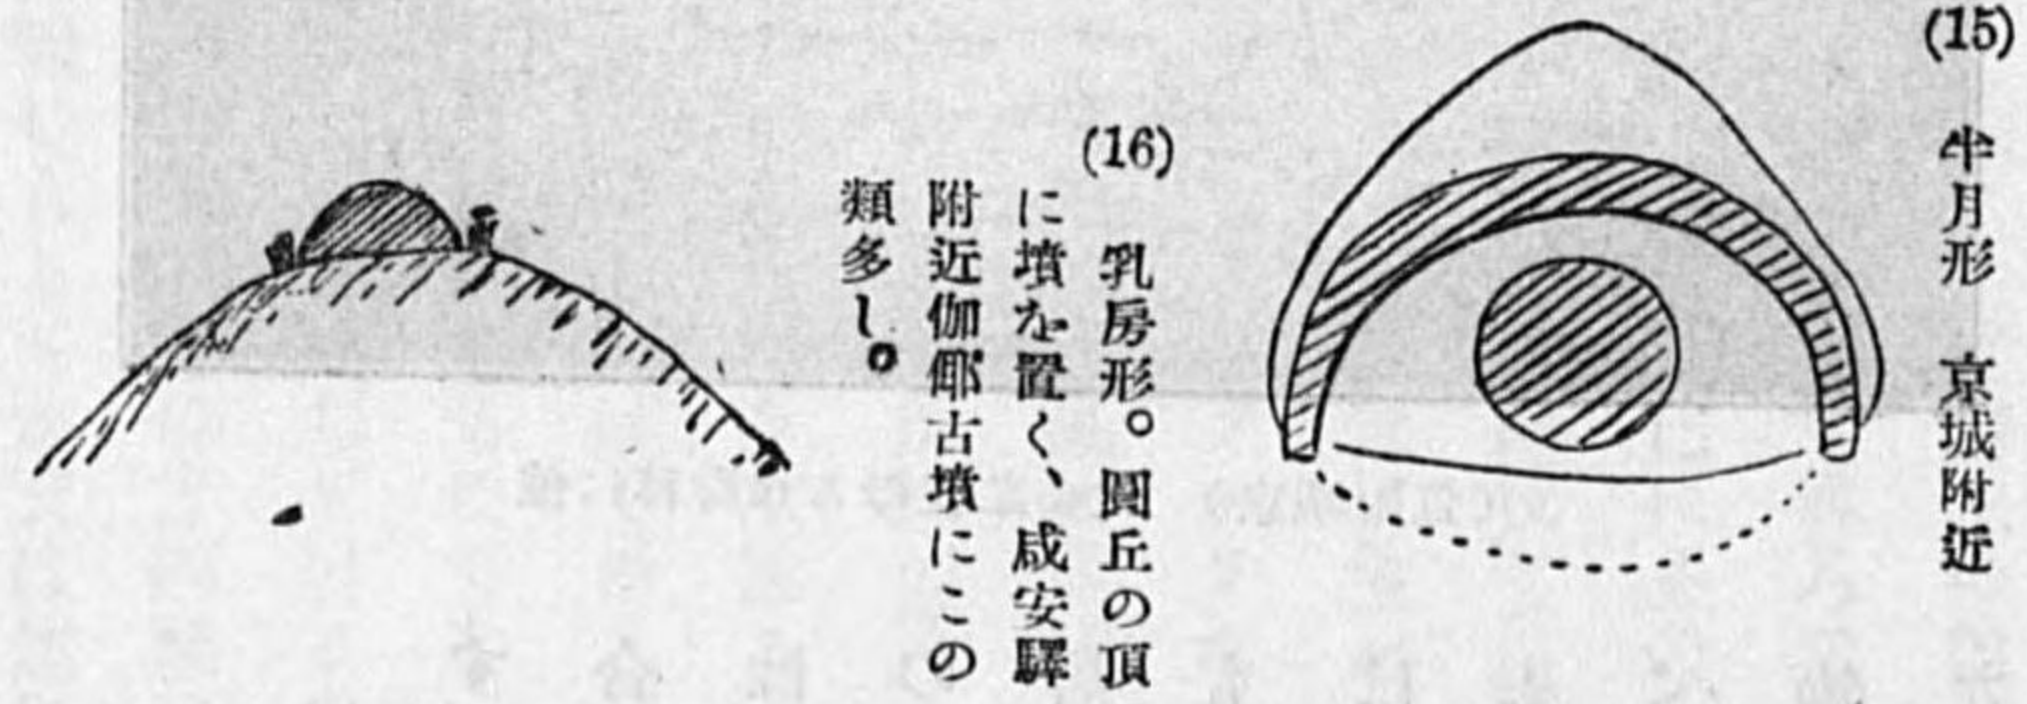 (15) 半月形 京城附近
(16) 乳房形。圓丘の頂
に墳を置く、咸安驛
附近伽倻古墳にこの
類多し。